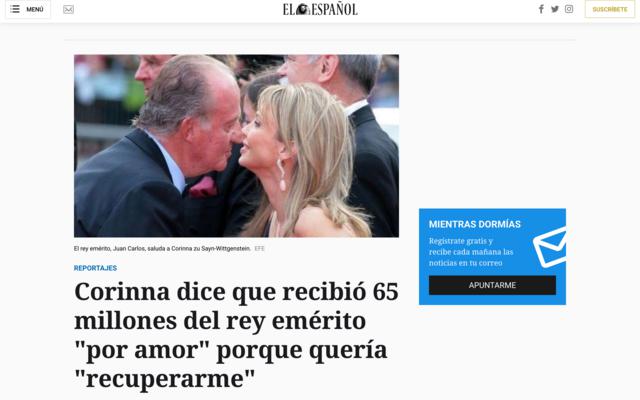 MENÚ
EL ESPAÑOL
SUSCRÍBETE
El rey emérito, Juan Carlos, saluda a Corinna zu Sayn-Wittgenstein. EFE
REPORTAJES
Corinna dice que recibió 65
millones del rey emérito
"por amor" porque quería
"recuperarme"
MIENTRAS DORMÍAS
Regístrate gratis y
recibe cada mañana las
noticias en tu correo
APUNTARME